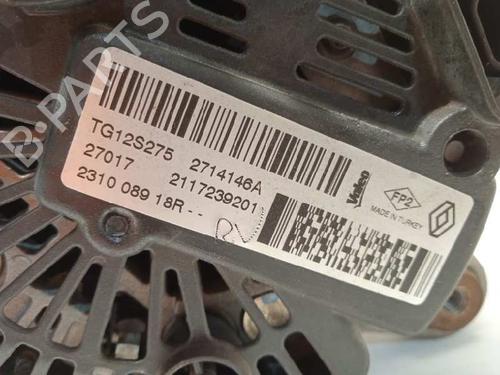 B-PARTS
TG12S275 2714146A
27017 2117239201
2310 089 18R--
RV
Valeo
FP2
MADE IN TURKEY